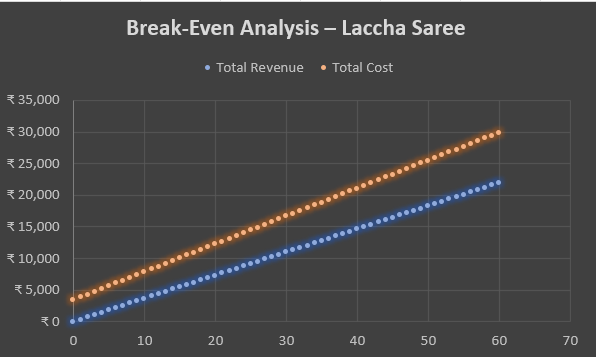 Break-Even Analysis – Laccha Saree
Total Revenue Total Cost
₹ 35,000
₹ 30,000
₹ 25,000
₹ 20,000
₹ 15,000
₹ 10,000
₹ 5,000
₹ 0
0 10 20 30 40 50 60 70